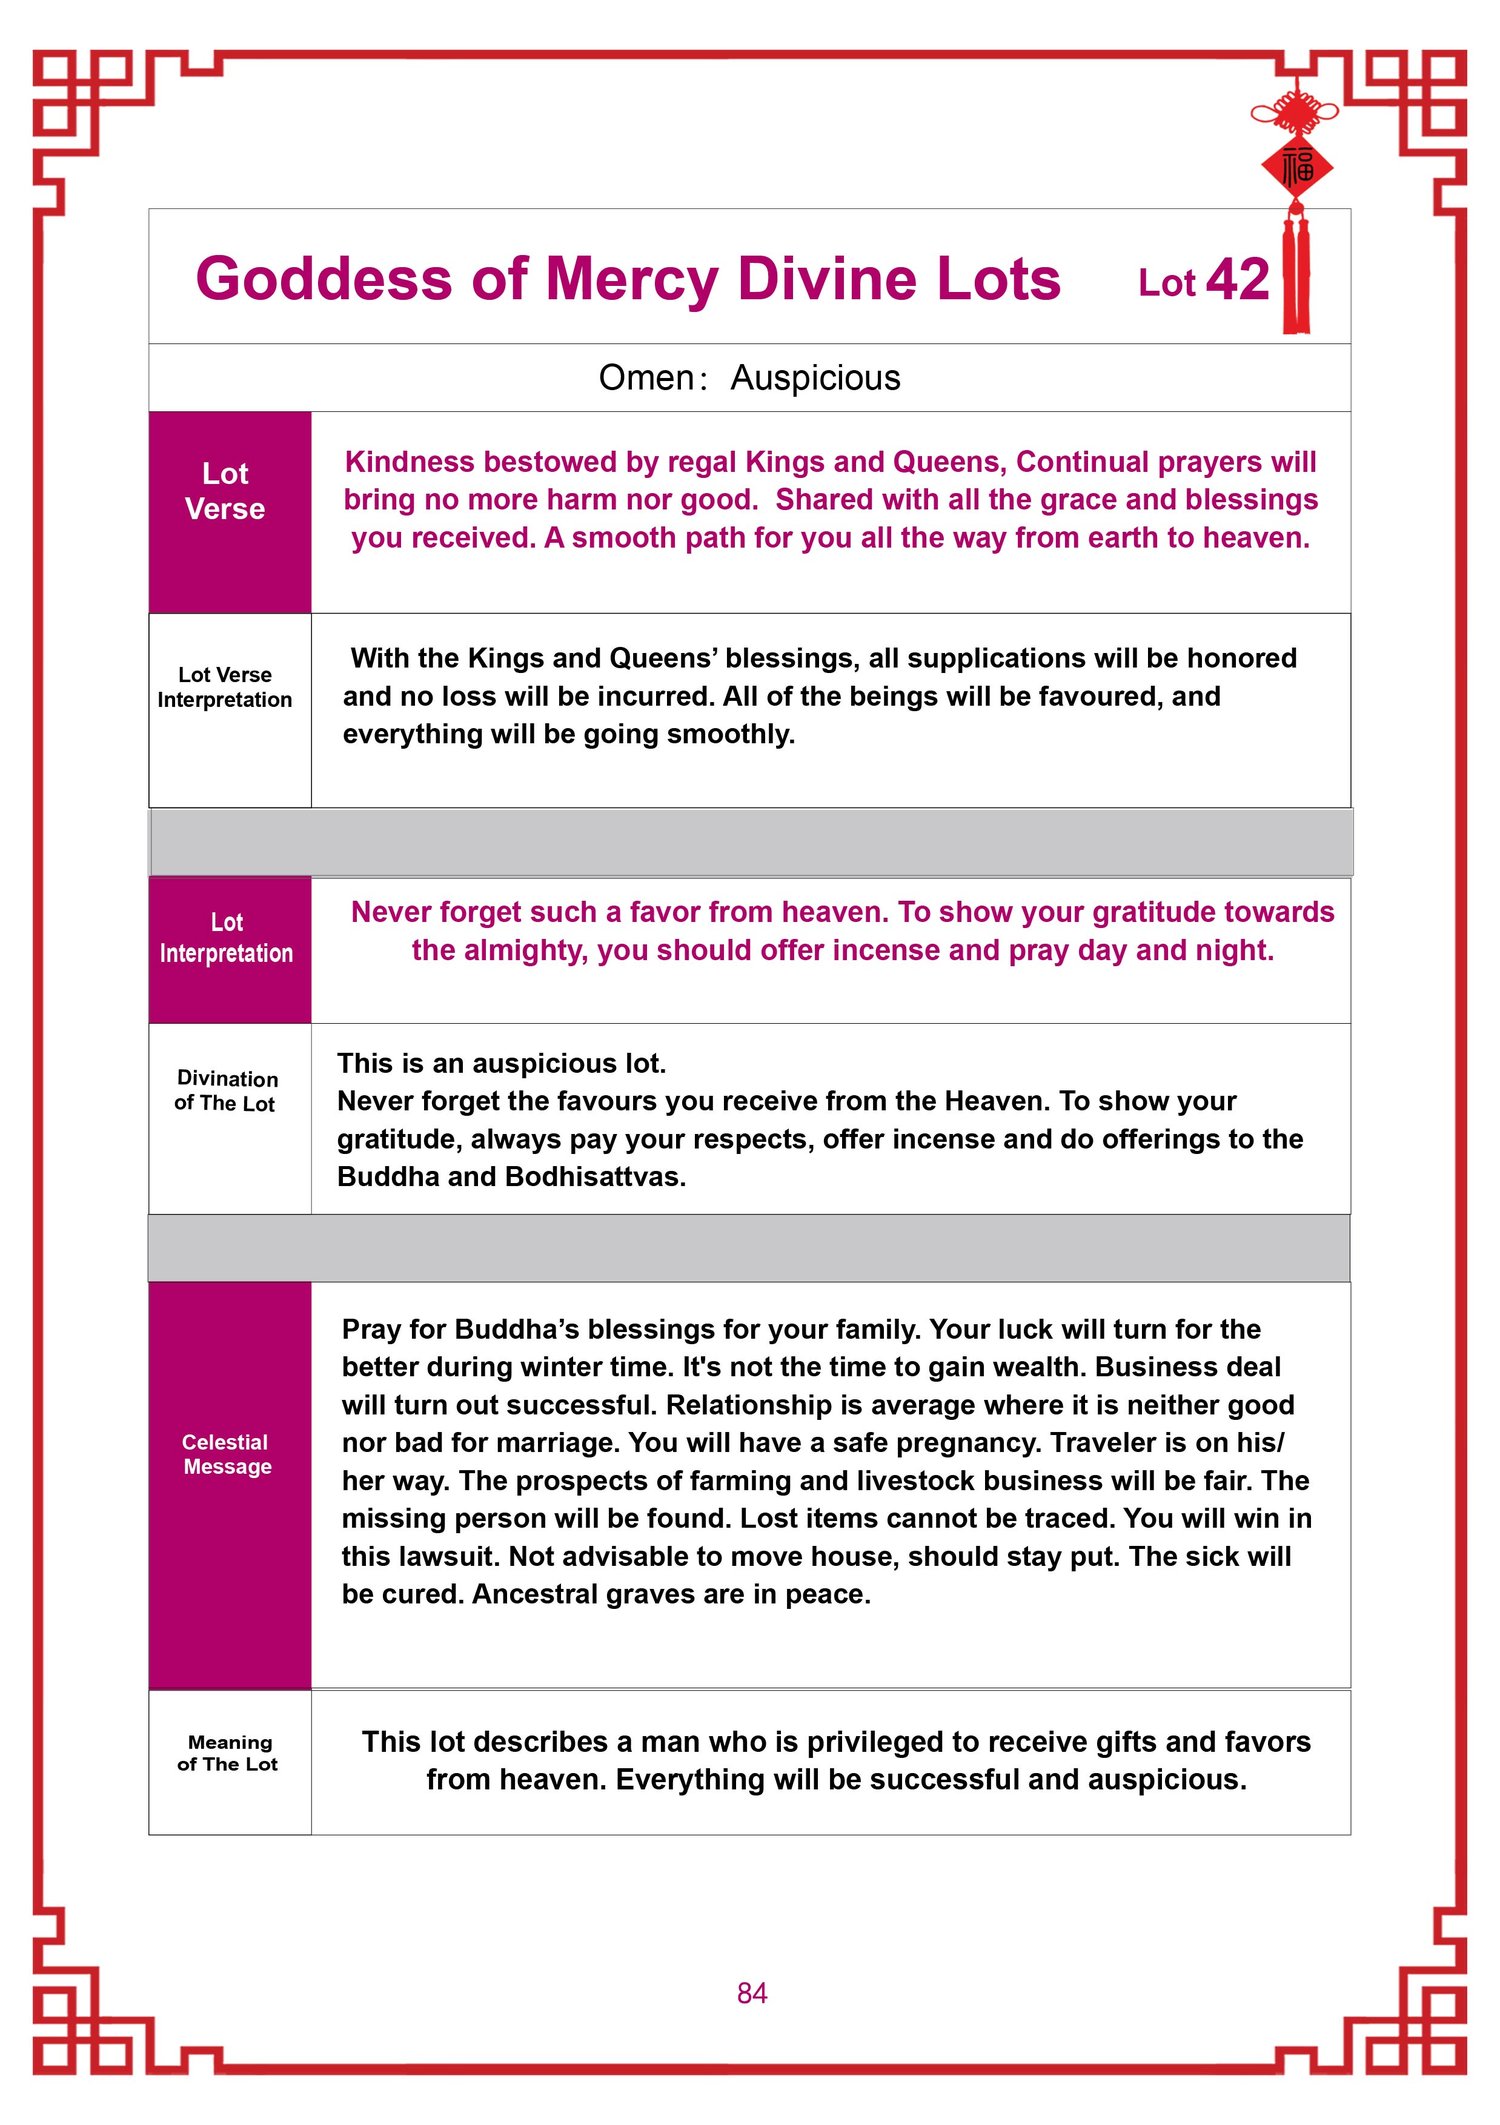 福
Goddess of Mercy Divine Lots Lot 42
Omen： Auspicious
Lot
Verse
Kindness bestowed by regal Kings and Queens, Continual prayers will
bring no more harm nor good.  Shared with all the grace and blessings
you received. A smooth path for you all the way from earth to heaven.
Lot Verse
Interpretation
With the Kings and Queens’ blessings, all supplications will be honored
and no loss will be incurred. All of the beings will be favoured, and
everything will be going smoothly.
Lot
Interpretation
Never forget such a favor from heaven. To show your gratitude towards
the almighty, you should offer incense and pray day and night.
Divination
of The Lot
This is an auspicious lot.
Never forget the favours you receive from the Heaven. To show your
gratitude, always pay your respects, offer incense and do offerings to the
Buddha and Bodhisattvas.
Celestial
Message
Pray for Buddha’s blessings for your family. Your luck will turn for the
better during winter time. It's not the time to gain wealth. Business deal
will turn out successful. Relationship is average where it is neither good
nor bad for marriage. You will have a safe pregnancy. Traveler is on his/
her way. The prospects of farming and livestock business will be fair. The
missing person will be found. Lost items cannot be traced. You will win in
this lawsuit. Not advisable to move house, should stay put. The sick will
be cured. Ancestral graves are in peace.
Meaning
of The Lot
This lot describes a man who is privileged to receive gifts and favors
from heaven. Everything will be successful and auspicious.
84